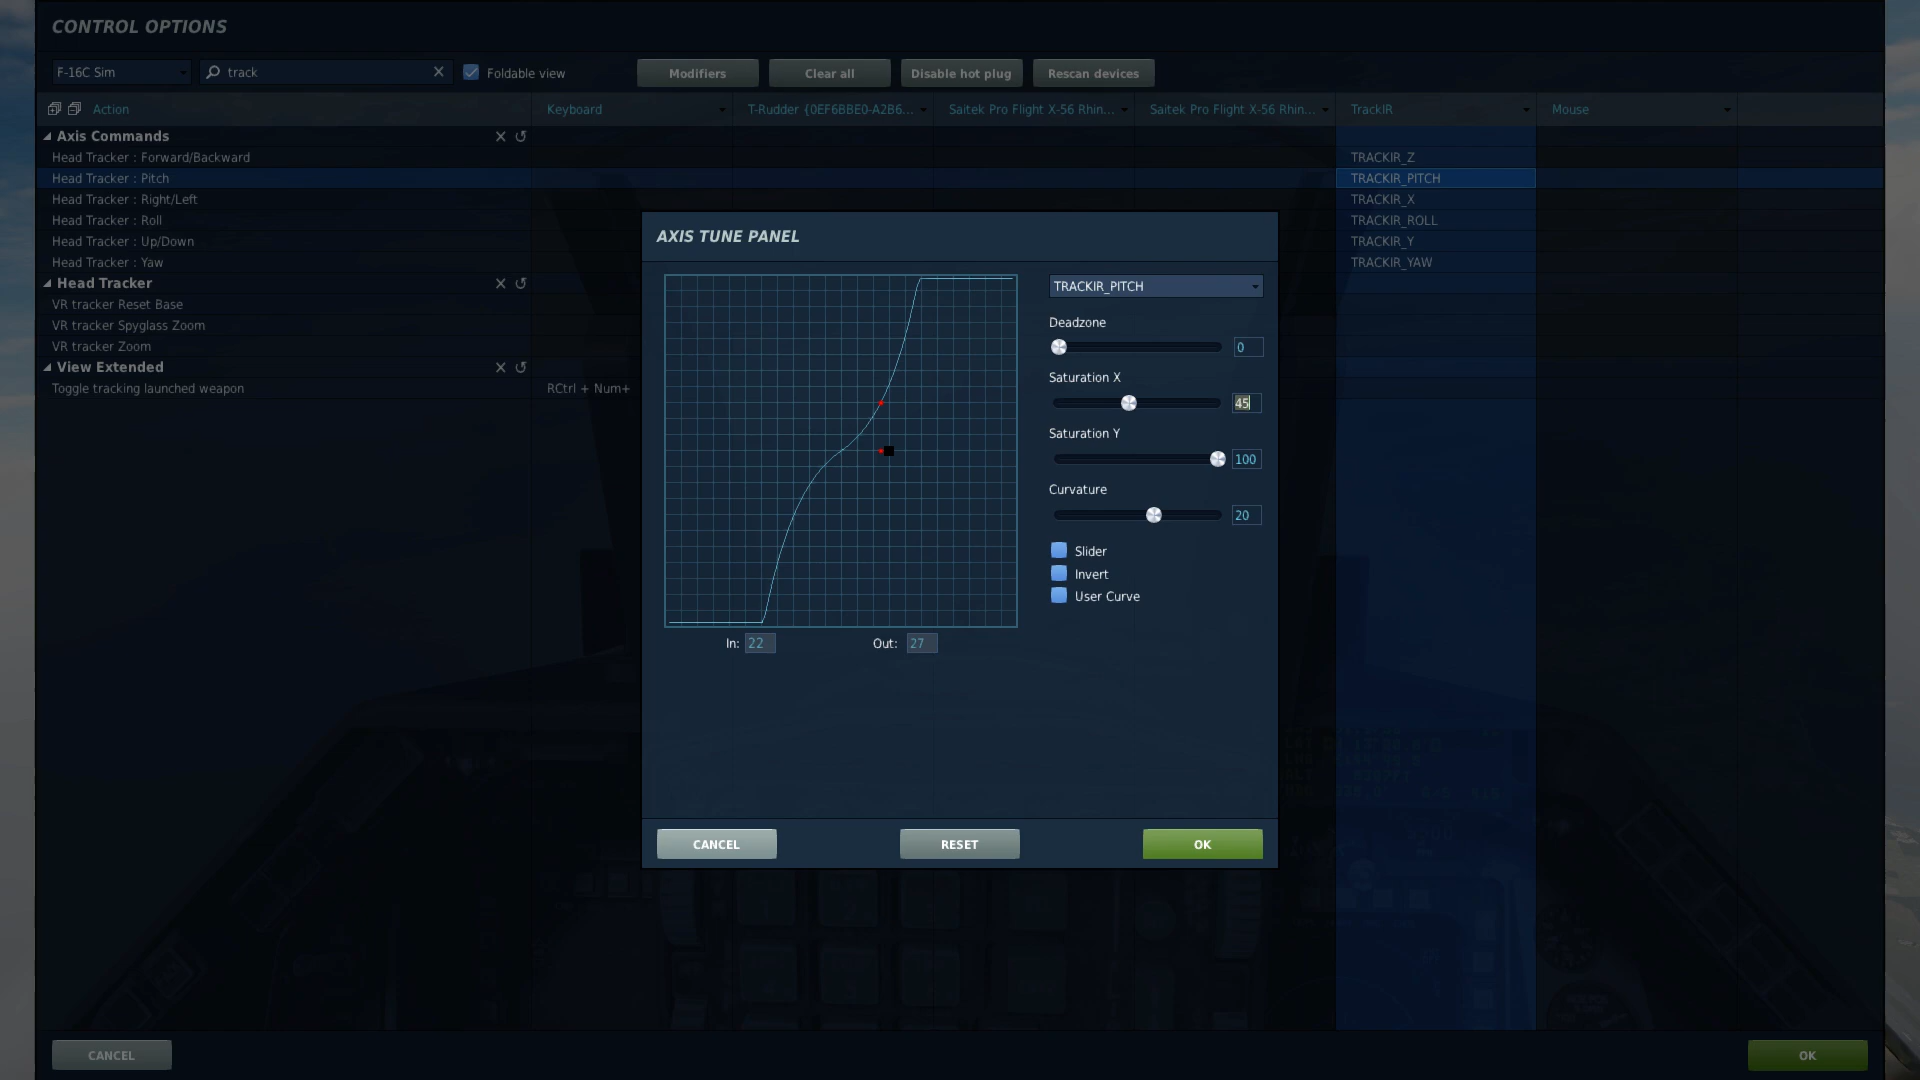 CONTROL OPTIONS
F-16C Sim track Foldable view Modifiers Clear all Disable hot plug Rescan devices
Action Keyboard T-Rudder {0EF6BBE0-A2B6... Saitek Pro Flight X-56 Rhin... Saitek Pro Flight X-56 Rhin... TrackIR Mouse
Axis Commands
Head Tracker : Forward/Backward TRACKIR_Z
Head Tracker : Pitch TRACKIR_PITCH
Head Tracker : Right/Left TRACKIR_X
Head Tracker : Roll TRACKIR_ROLL
Head Tracker : Up/Down TRACKIR_Y
Head Tracker : Yaw TRACKIR_YAW
Head Tracker
VR tracker Reset Base
VR tracker Spyglass Zoom
VR tracker Zoom
View Extended
Toggle tracking launched weapon RCtrl + Num+
AXIS TUNE PANEL
TRACKIR_PITCH
Deadzone
0
Saturation X
45
Saturation Y
100
Curvature
20
Slider
Invert
User Curve
In: 22 Out: 27
CANCEL RESET OK
CANCEL OK